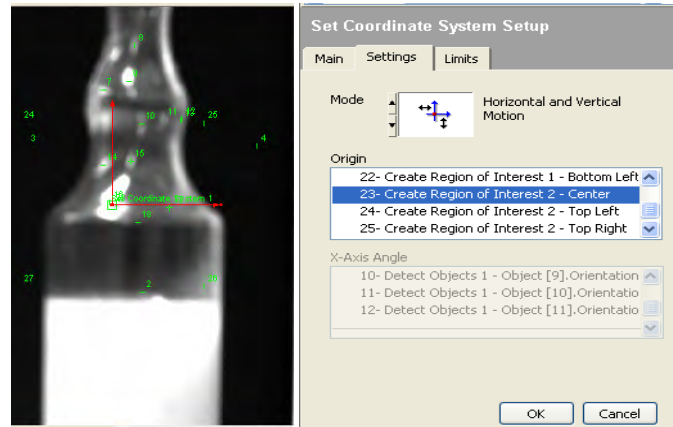 8
9
7
10
11
12
24
25
3
4
14
15
Set Coordinate System 1
18
27
2
Set Coordinate System Setup
Main
Settings
Limits
Mode
Horizontal and Vertical
Motion
Origin
22- Create Region of Interest 1 - Bottom Left
23- Create Region of Interest 2 - Center
24- Create Region of Interest 2 - Top Left
25- Create Region of Interest 2 - Top Right
X-Axis Angle
10- Detect Objects 1 - Object [9].Orientation
11- Detect Objects 1 - Object [10].Orientatio
12- Detect Objects 1 - Object [11].Orientatio
OK
Cancel